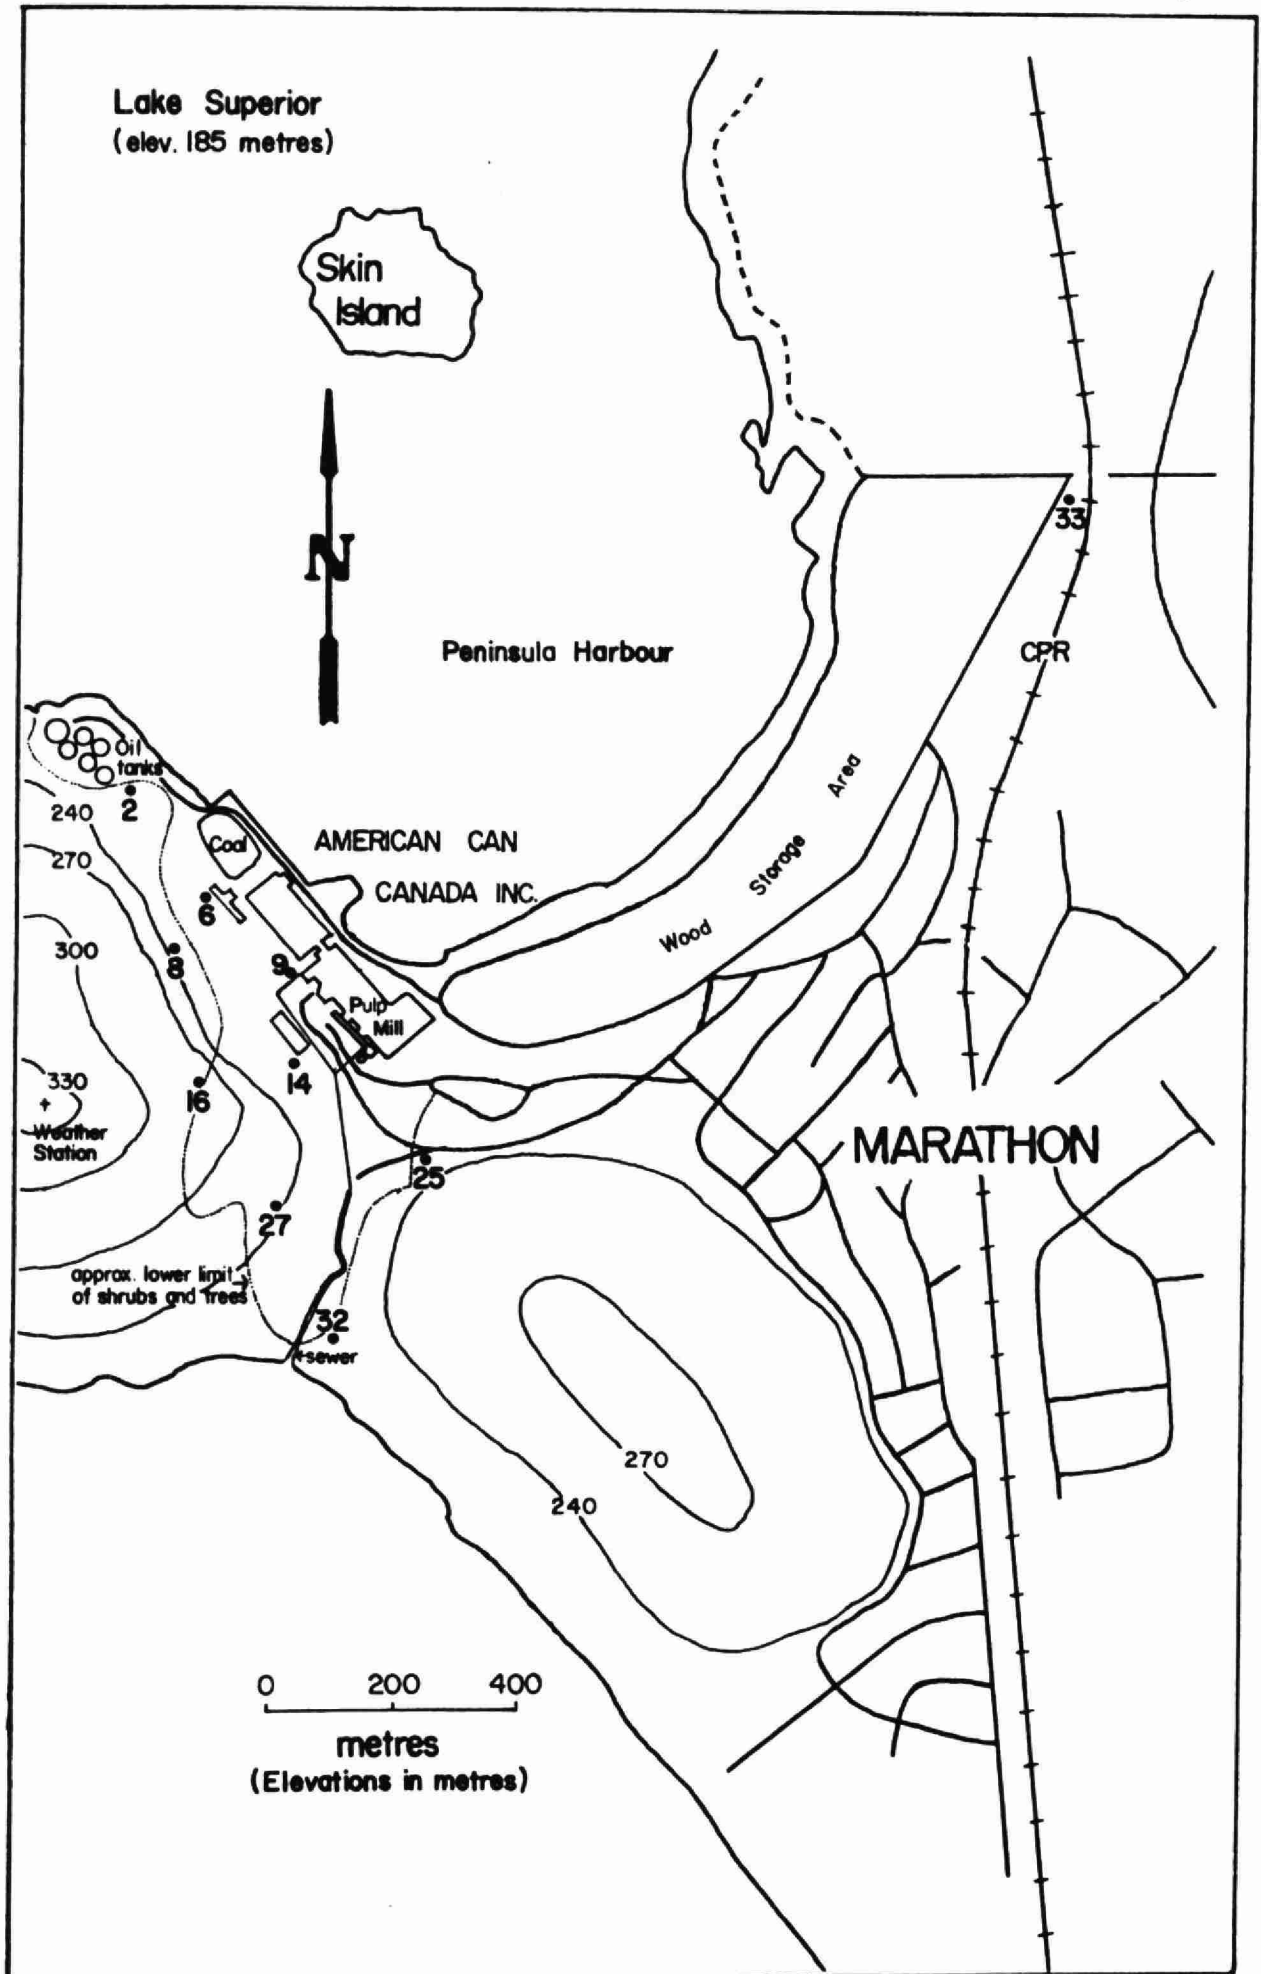 Lake Superior
(elev. 185 metres)
Skin
Island
N
33
Peninsula Harbour
CPR
Oil
tanks
2
240
Coal
AMERICAN CAN
CANADA INC.
270
Area
Storage
Wood
6
300
8
9
Pulp
Mill
14
330
16
Weather
Station
MARATHON
25
27
approx. lower limit
of shrubs and trees
32
sewer
270
240
0 200 400
metres
(Elevations in metres)